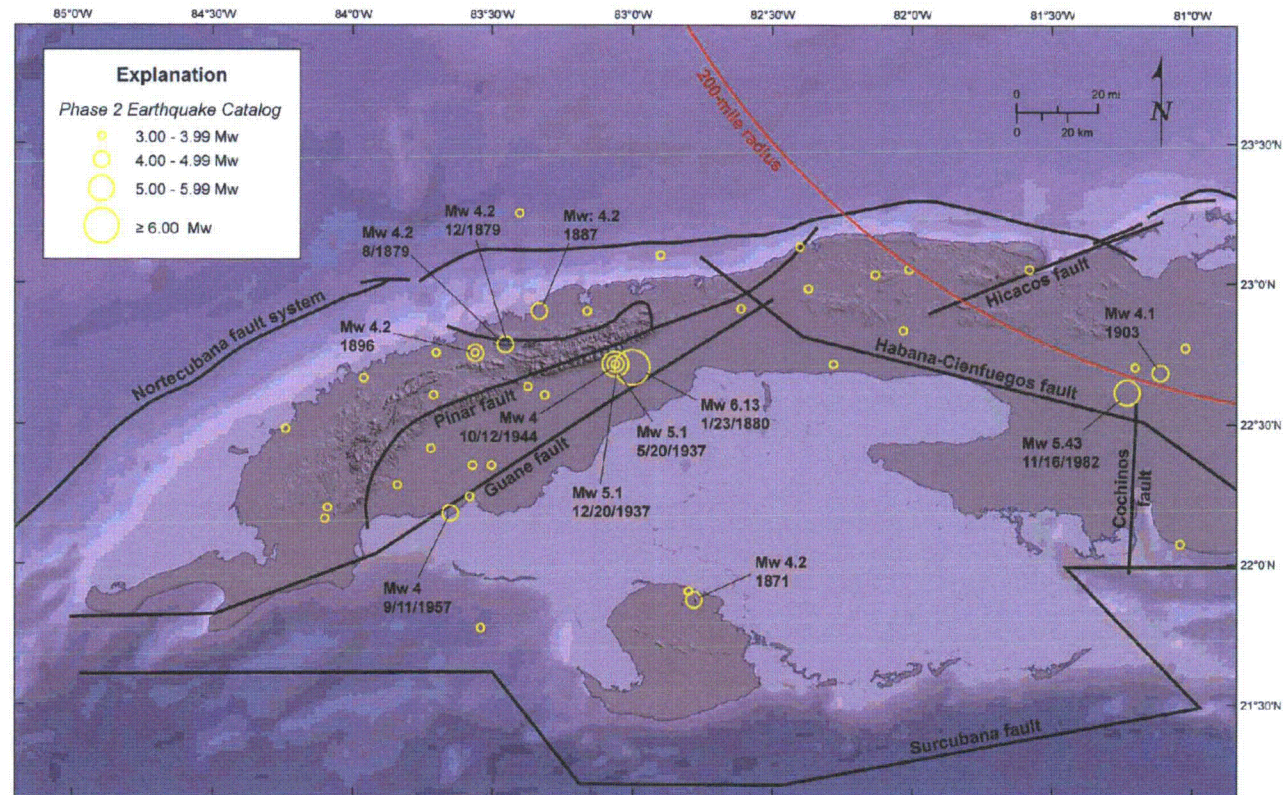 85°0'W 84°30'W 84°0'W 83°30'W 83°0'W 82°30'W 82°0'W 81°30'W 81°0'W
Explanation
Phase 2 Earthquake Catalog
3.00 - 3.99 Mw
4.00 - 4.99 Mw
5.00 - 5.99 Mw
≥ 6.00 Mw
200-mile radius
0 20 mi
0 20 km
N
23°30'N
23°0'N
22°30'N
22°0'N
21°30'N
Mw 4.2
8/1879
Mw 4.2
12/1879
Mw: 4.2
1887
Nortecubana fault system
Hicacos fault
Mw 4.2
1896
Mw 4.1
1903
Habana-Cienfuegos fault
Pinar fault
Mw 4
10/12/1944
Mw 6.13
1/23/1880
Mw 5.1
5/20/1937
Mw 5.43
11/16/1982
Guane fault
Mw 5.1
12/20/1937
Cochinos
fault
Mw 4
9/11/1957
Mw 4.2
1871
Surcubana fault